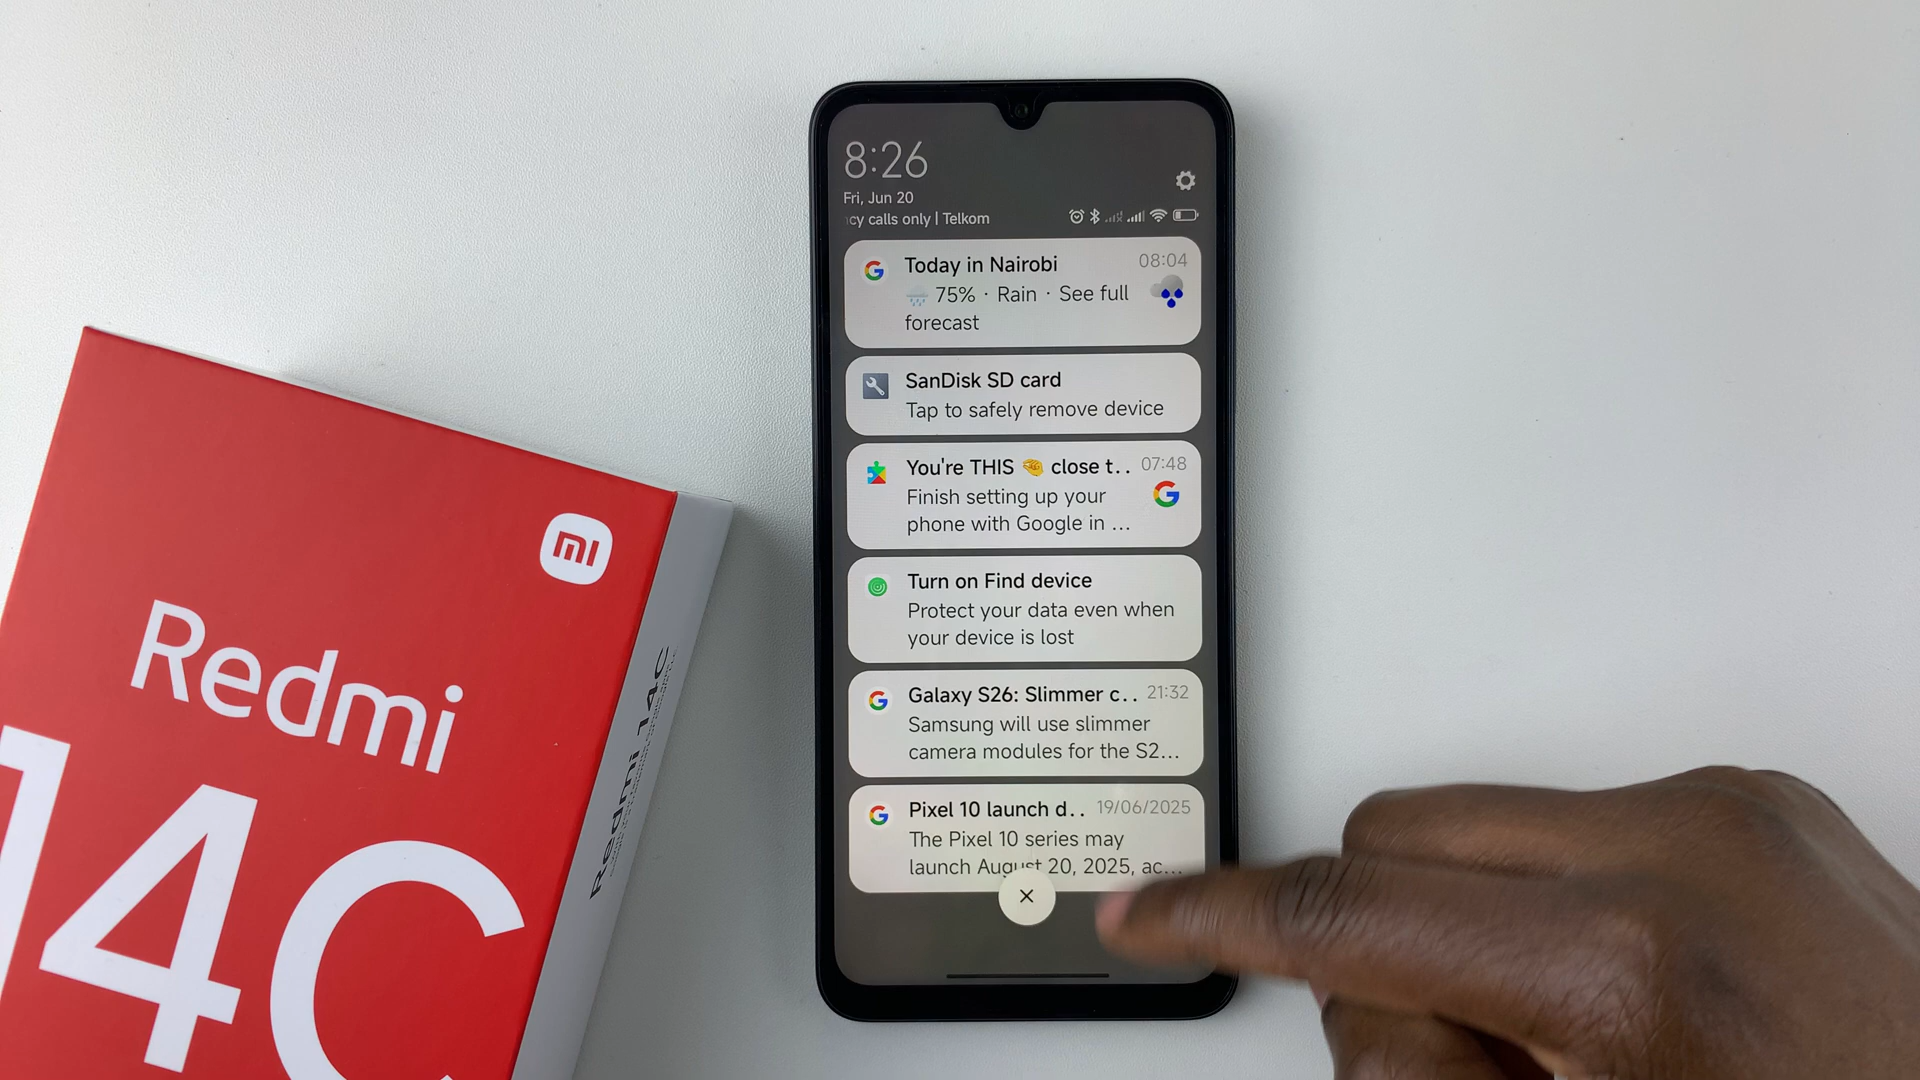 8:26
Fri, Jun 20
cy calls only | Telkom
Today in Nairobi 08:04
75% · Rain · See full
forecast
SanDisk SD card
Tap to safely remove device
You're THIS 🤏 close t.. 07:48
Finish setting up your
phone with Google in ...
Turn on Find device
Protect your data even when
your device is lost
Galaxy S26: Slimmer c.. 21:32
Samsung will use slimmer
camera modules for the S2...
Pixel 10 launch d.. 19/06/2025
The Pixel 10 series may
launch August 20, 2025, ac...
mi
Redmi
14C
Redmi 14C